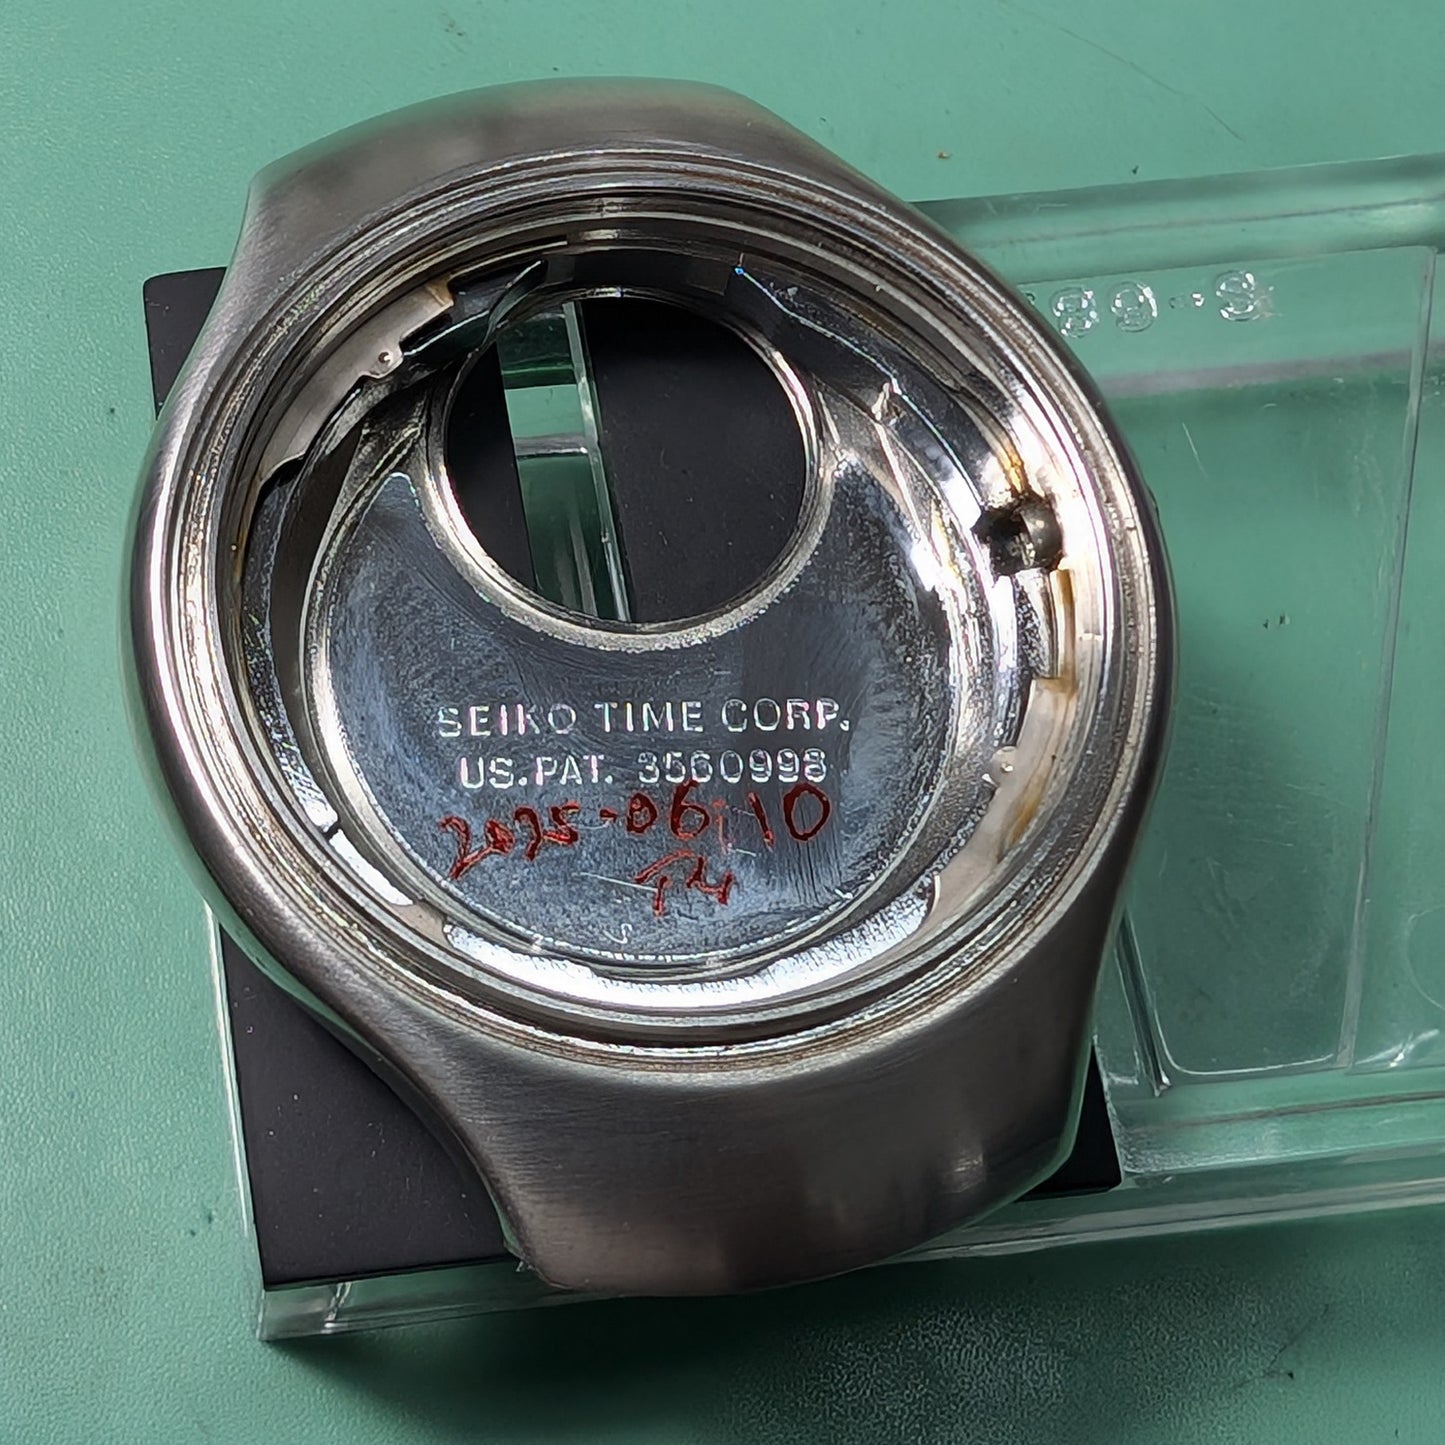 SEIKO TIME CORP.
US.PAT. 3560998
2025-06-10